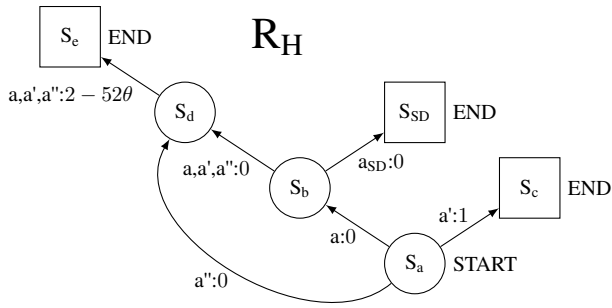 R_H
S_e END
a,a',a'':2 − 52θ
S_d
S_SD END
a,a',a'':0
a_SD:0
S_b
S_c END
a:0
a':1
a'':0
S_a START